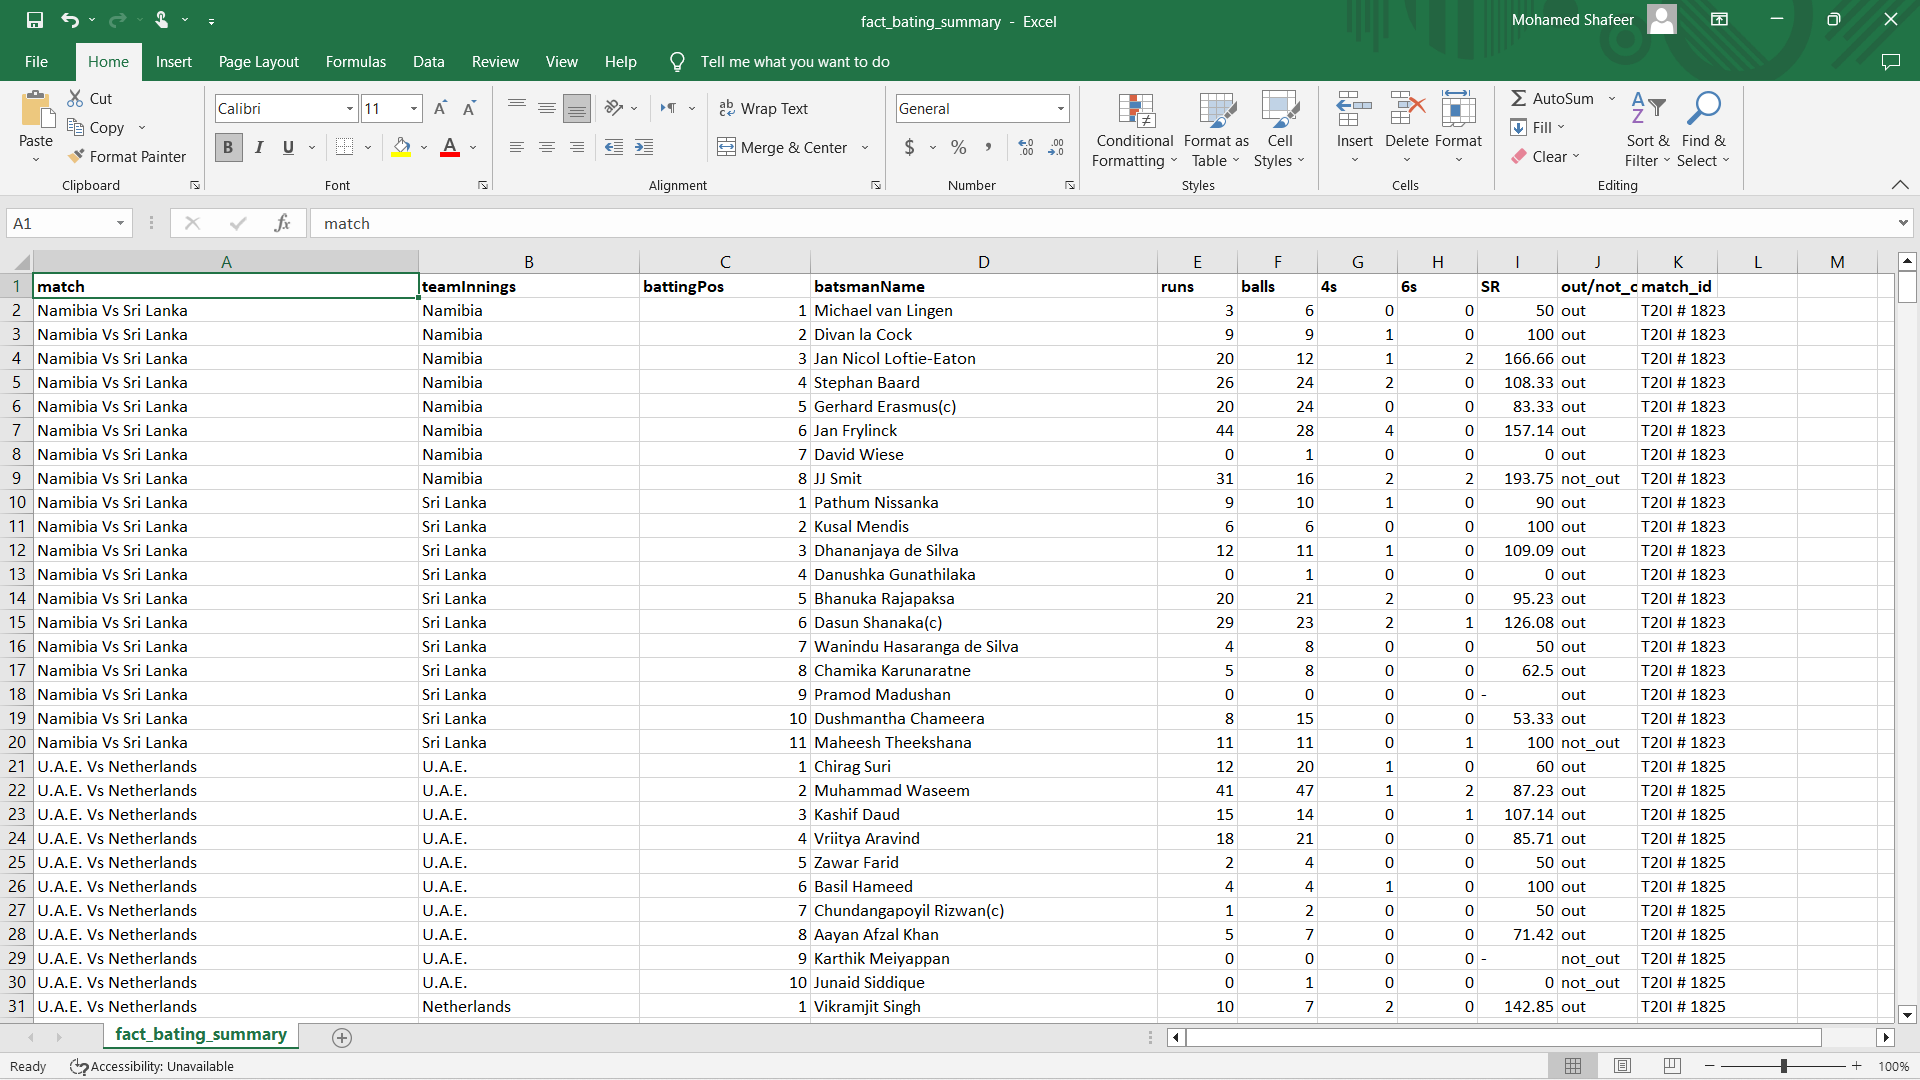 fact_bating_summary - Excel
Mohamed Shafeer
File Home Insert Page Layout Formulas Data Review View Help Tell me what you want to do
Paste
Cut
Copy
Format Painter
Clipboard
Calibri 11
B I U
Font
Wrap Text
Merge & Center
Alignment
General
$ % ,
Number
Conditional Formatting
Format as Table
Cell Styles
Styles
Insert Delete Format
Cells
AutoSum
Fill
Clear
Sort & Filter
Find & Select
Editing
A1 fx match
A B C D E F G H I J K L M
1 match teamInnings battingPos batsmanName runs balls 4s 6s SR out/not_o match_id
2 Namibia Vs Sri Lanka Namibia 1 Michael van Lingen 3 6 0 0 50 out T20I # 1823
3 Namibia Vs Sri Lanka Namibia 2 Divan la Cock 9 9 1 0 100 out T20I # 1823
4 Namibia Vs Sri Lanka Namibia 3 Jan Nicol Loftie-Eaton 20 12 1 2 166.66 out T20I # 1823
5 Namibia Vs Sri Lanka Namibia 4 Stephan Baard 26 24 2 0 108.33 out T20I # 1823
6 Namibia Vs Sri Lanka Namibia 5 Gerhard Erasmus(c) 20 24 0 0 83.33 out T20I # 1823
7 Namibia Vs Sri Lanka Namibia 6 Jan Frylinck 44 28 4 0 157.14 out T20I # 1823
8 Namibia Vs Sri Lanka Namibia 7 David Wiese 0 1 0 0 0 out T20I # 1823
9 Namibia Vs Sri Lanka Namibia 8 JJ Smit 31 16 2 2 193.75 not_out T20I # 1823
10 Namibia Vs Sri Lanka Sri Lanka 1 Pathum Nissanka 9 10 1 0 90 out T20I # 1823
11 Namibia Vs Sri Lanka Sri Lanka 2 Kusal Mendis 6 6 0 0 100 out T20I # 1823
12 Namibia Vs Sri Lanka Sri Lanka 3 Dhananjaya de Silva 12 11 1 0 109.09 out T20I # 1823
13 Namibia Vs Sri Lanka Sri Lanka 4 Danushka Gunathilaka 0 1 0 0 0 out T20I # 1823
14 Namibia Vs Sri Lanka Sri Lanka 5 Bhanuka Rajapaksa 20 21 2 0 95.23 out T20I # 1823
15 Namibia Vs Sri Lanka Sri Lanka 6 Dasun Shanaka(c) 29 23 2 1 126.08 out T20I # 1823
16 Namibia Vs Sri Lanka Sri Lanka 7 Wanindu Hasaranga de Silva 4 8 0 0 50 out T20I # 1823
17 Namibia Vs Sri Lanka Sri Lanka 8 Chamika Karunaratne 5 8 0 0 62.5 out T20I # 1823
18 Namibia Vs Sri Lanka Sri Lanka 9 Pramod Madushan 0 0 0 0 - out T20I # 1823
19 Namibia Vs Sri Lanka Sri Lanka 10 Dushmantha Chameera 8 15 0 0 53.33 out T20I # 1823
20 Namibia Vs Sri Lanka Sri Lanka 11 Maheesh Theekshana 11 11 0 1 100 not_out T20I # 1823
21 U.A.E. Vs Netherlands U.A.E. 1 Chirag Suri 12 20 1 0 60 out T20I # 1825
22 U.A.E. Vs Netherlands U.A.E. 2 Muhammad Waseem 41 47 1 2 87.23 out T20I # 1825
23 U.A.E. Vs Netherlands U.A.E. 3 Kashif Daud 15 14 0 1 107.14 out T20I # 1825
24 U.A.E. Vs Netherlands U.A.E. 4 Vriitya Aravind 18 21 0 0 85.71 out T20I # 1825
25 U.A.E. Vs Netherlands U.A.E. 5 Zawar Farid 2 4 0 0 50 out T20I # 1825
26 U.A.E. Vs Netherlands U.A.E. 6 Basil Hameed 4 4 1 0 100 out T20I # 1825
27 U.A.E. Vs Netherlands U.A.E. 7 Chundangapoyil Rizwan(c) 1 2 0 0 50 out T20I # 1825
28 U.A.E. Vs Netherlands U.A.E. 8 Aayan Afzal Khan 5 7 0 0 71.42 out T20I # 1825
29 U.A.E. Vs Netherlands U.A.E. 9 Karthik Meiyappan 0 0 0 0 - not_out T20I # 1825
30 U.A.E. Vs Netherlands U.A.E. 10 Junaid Siddique 0 1 0 0 0 not_out T20I # 1825
31 U.A.E. Vs Netherlands Netherlands 1 Vikramjit Singh 10 7 2 0 142.85 out T20I # 1825
fact_bating_summary
Ready Accessibility: Unavailable 100%